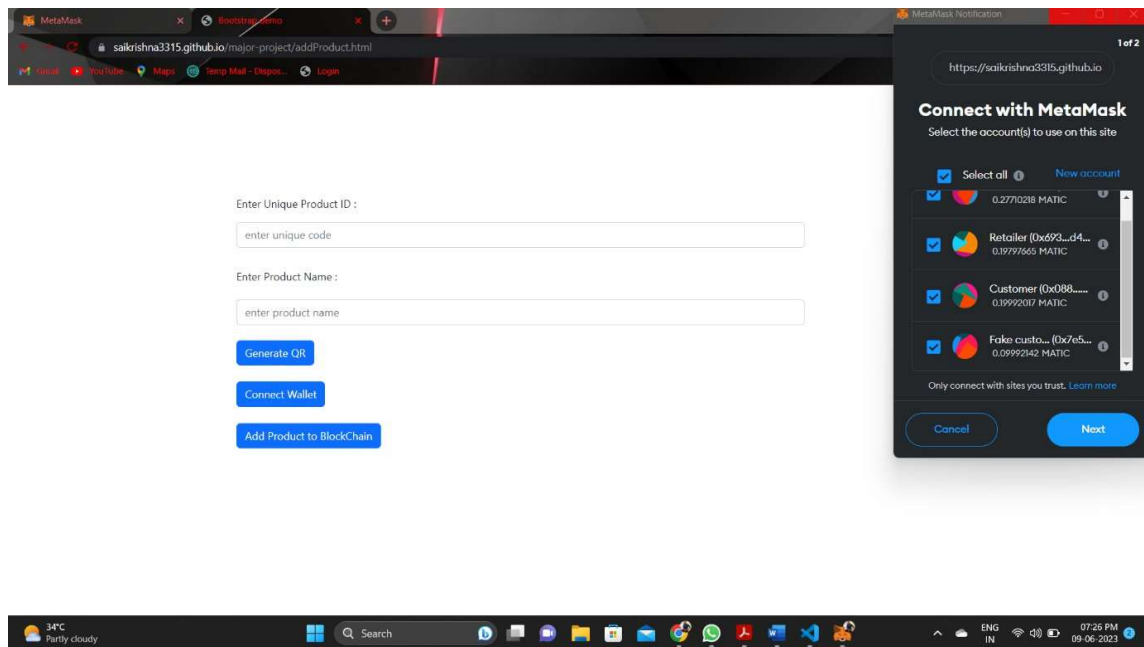 MetaMask
Bootstrap demo
MetaMask Notification
saikrishna3315.github.io/major-project/addProduct.html
Gmail YouTube Maps Temp Mail - Dispos... Login
1 of 2
https://saikrishna3315.github.io
Connect with MetaMask
Select the account(s) to use on this site
Select all
New account
0.27710218 MATIC
Retailer (0x693...d4...
0.19797665 MATIC
Customer (0x088......
0.19992017 MATIC
Fake custo... (0x7e5...
0.09992142 MATIC
Only connect with sites you trust. Learn more
Cancel
Next
Enter Unique Product ID :
enter unique code
Enter Product Name :
enter product name
Generate QR
Connect Wallet
Add Product to BlockChain
34°C
Partly cloudy
Search
ENG
IN
07:26 PM
09-06-2023
2